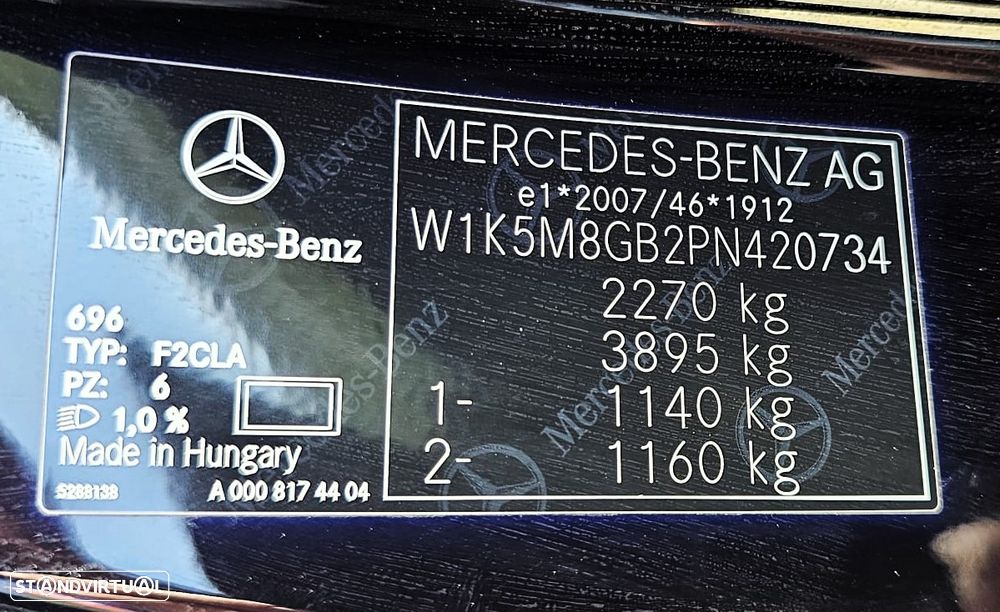 Mercedes-Benz
696
TYP: F2CLA
PZ: 6
1,0 %
Made in Hungary
5288138
A 000 817 44 04
MERCEDES-BENZ AG
e1*2007/46*1912
W1K5M8GB2PN420734
2270 kg
3895 kg
1- 1140 kg
2- 1160 kg
STANDVIRTUAL